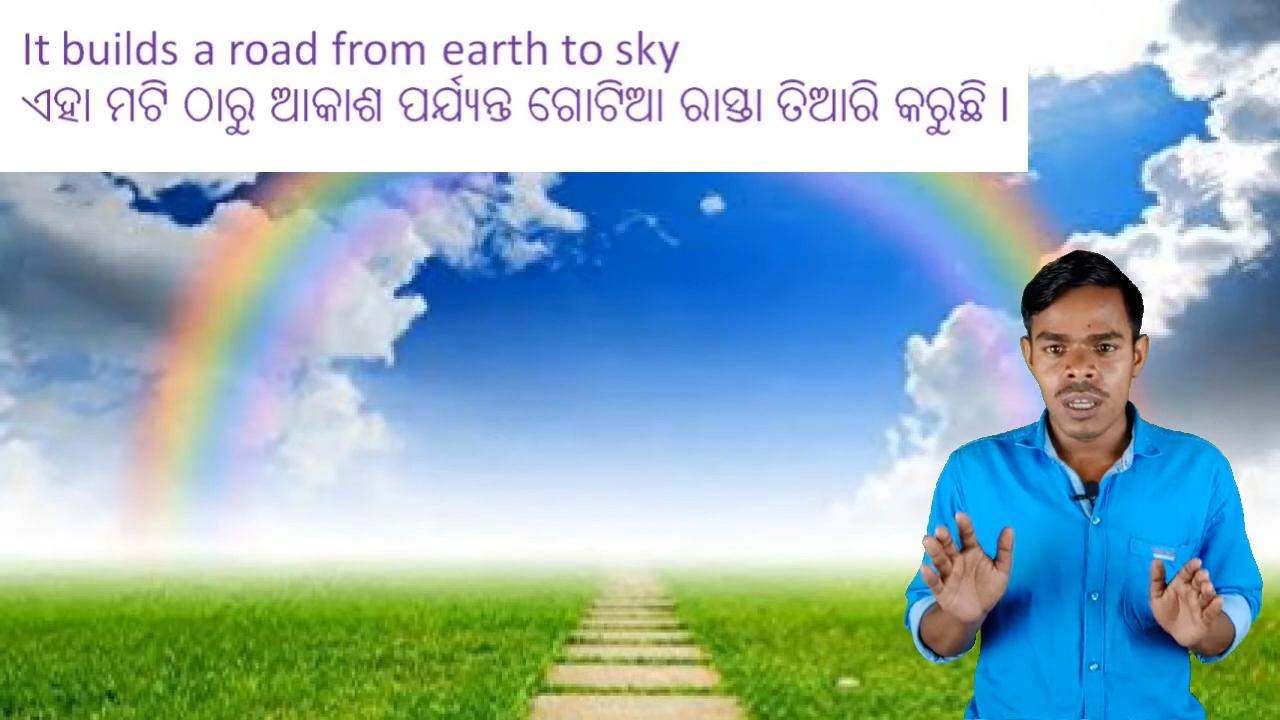 It builds a road from earth to sky
ଏହା ମଟି ଠାରୁ ଆକାଶ ପର୍ଯ୍ୟନ୍ତ ଗୋଟିଆ ରାସ୍ତା ତିଆରି କରୁଛି ।